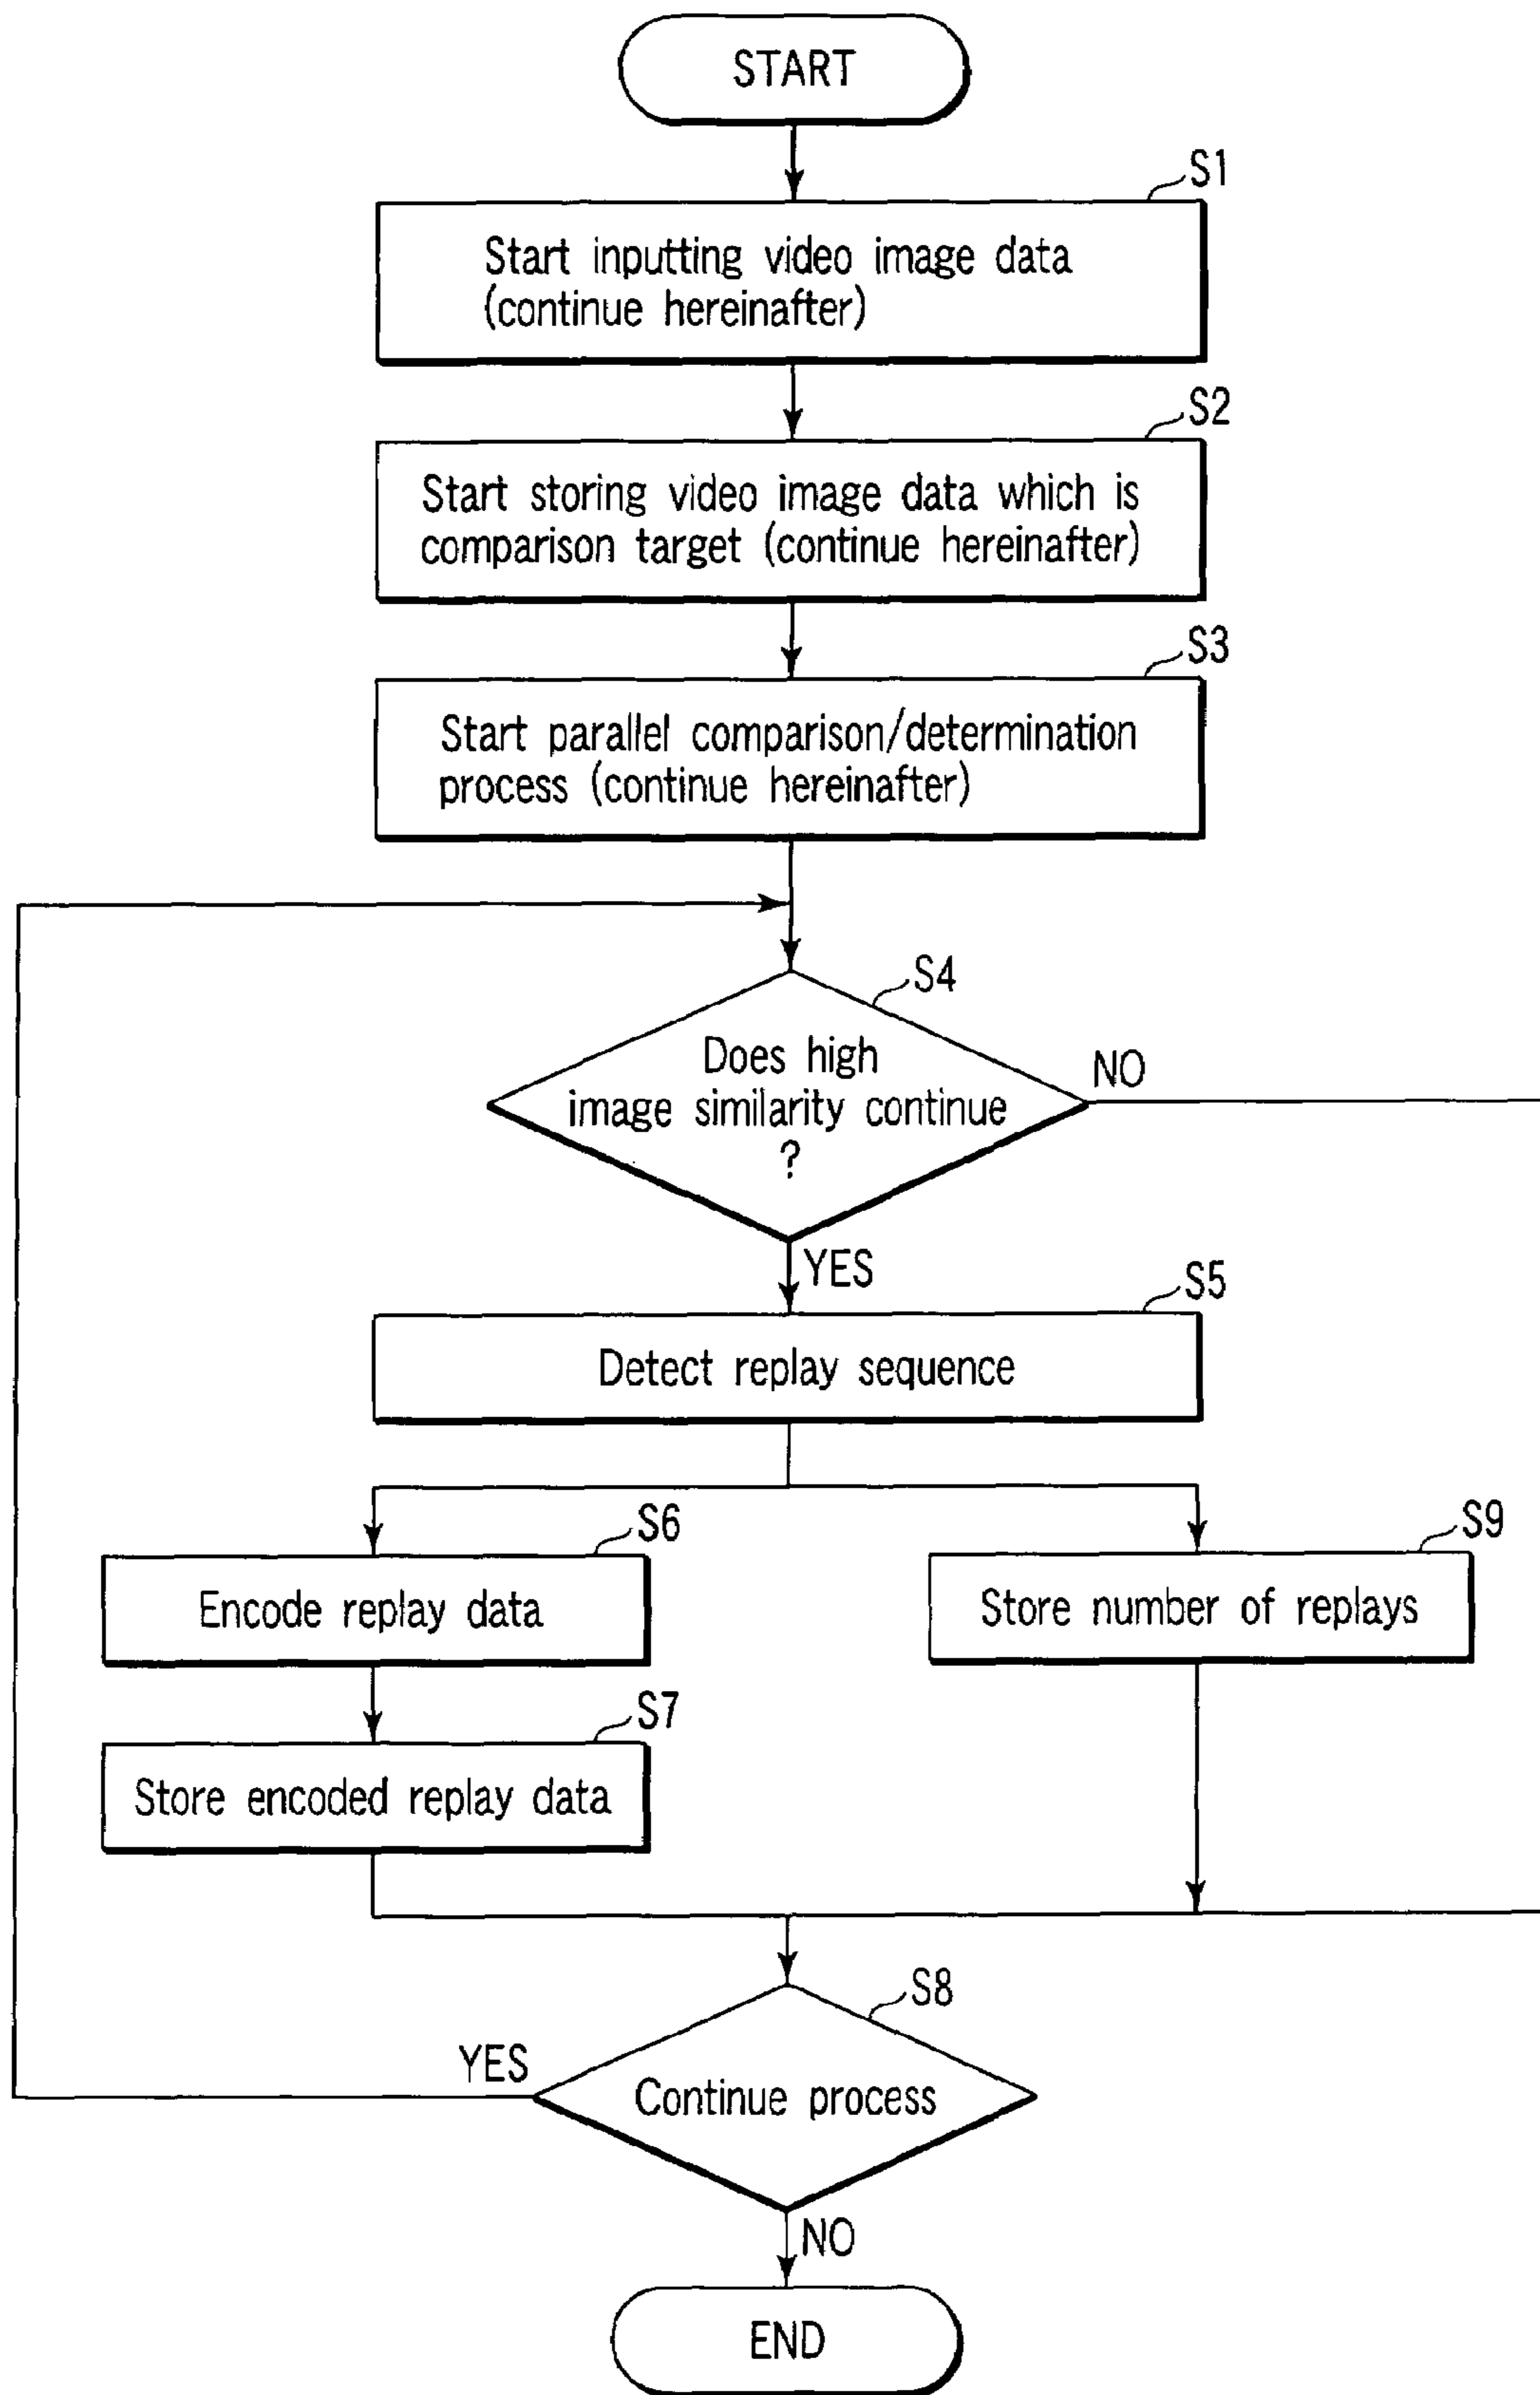 START
S1
Start inputting video image data
(continue hereinafter)
S2
Start storing video image data which is
comparison target (continue hereinafter)
S3
Start parallel comparison/determination
process (continue hereinafter)
S4
Does high
image similarity continue
?
NO
YES
S5
Detect replay sequence
S6
Encode replay data
S9
Store number of replays
S7
Store encoded replay data
S8
YES
Continue process
NO
END